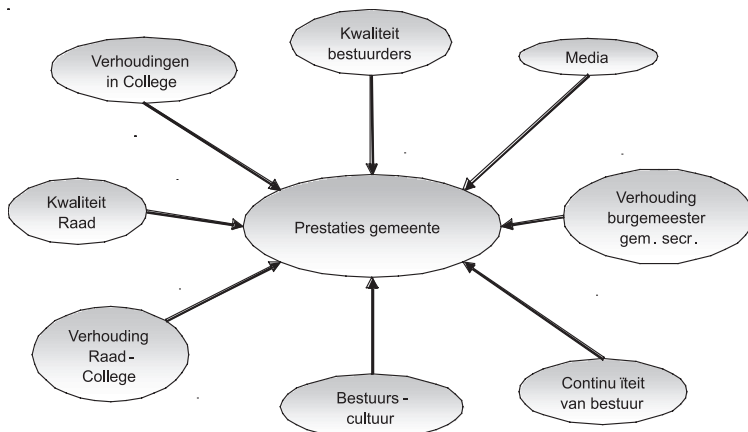 Verhoudingen
in College
Kwaliteit
bestuurders
Media
Kwaliteit
Raad
Prestaties gemeente
Verhouding
burgemeester
gem. secr.
Verhouding
Raad-
College
Bestuurs-
cultuur
Continu ïteit
van bestuur